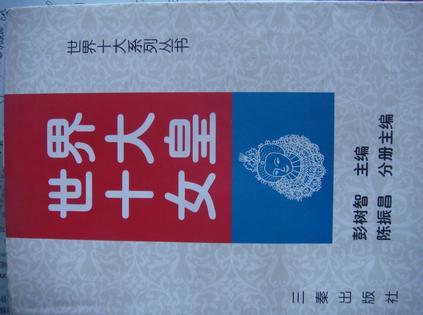 世界十大系列丛书
世界
十大
女皇
彭树智 主编
陈振昌 分册主编
三秦出版社